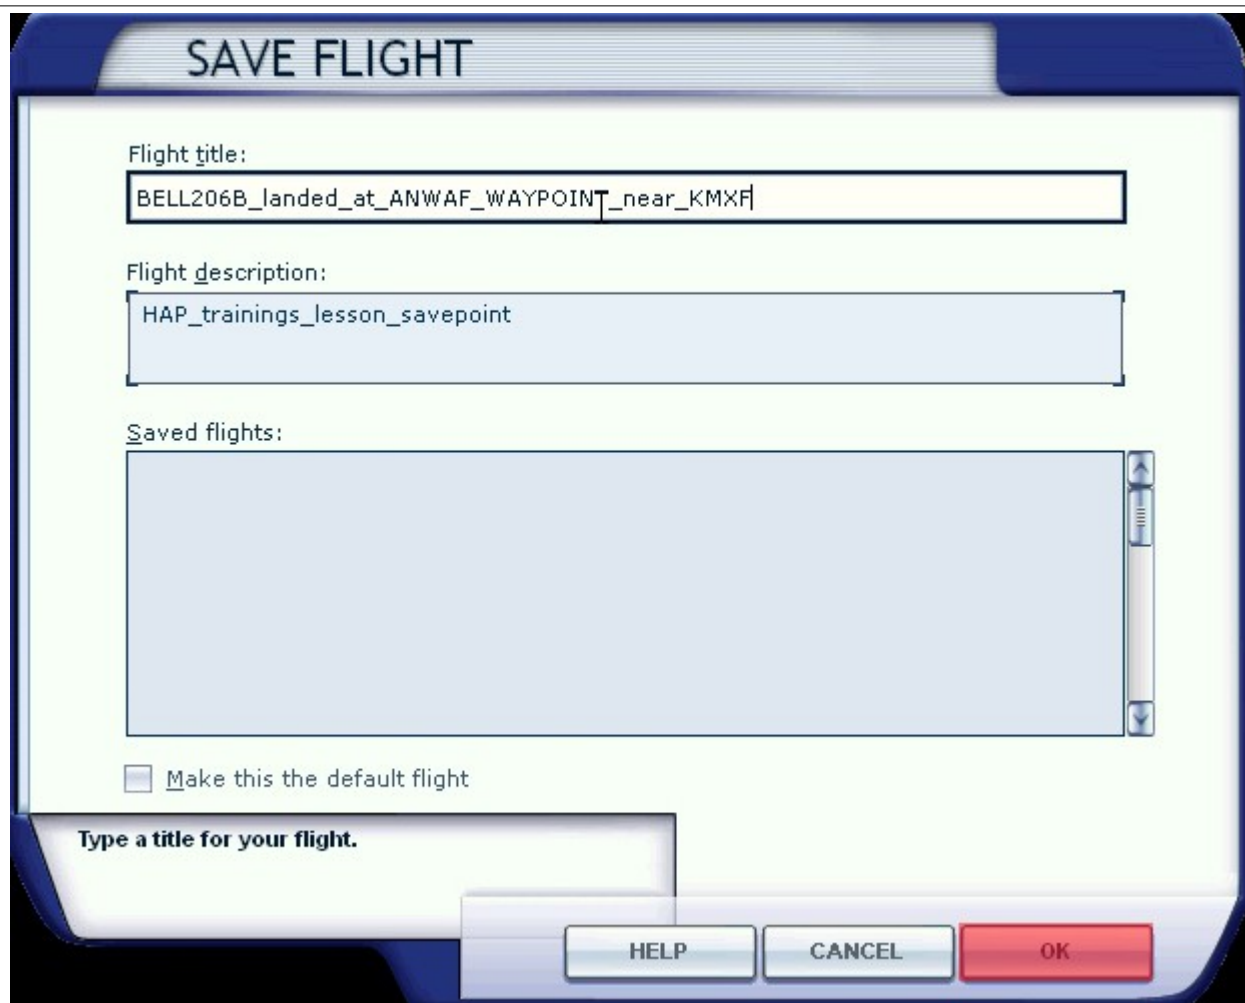 SAVE FLIGHT
Flight title:
BELL206B_landed_at_ANWAF_WAYPOINT_near_KMXF
Flight description:
HAP_trainings_lesson_savepoint
Saved flights:
Make this the default flight
Type a title for your flight.
HELP CANCEL OK